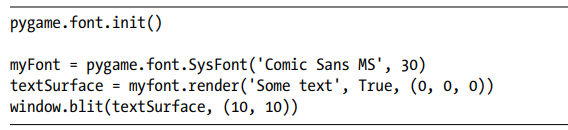 pygame.font.init()
myFont = pygame.font.SysFont('Comic Sans MS', 30)
textSurface = myfont.render('Some text', True, (0, 0, 0))
window.blit(textSurface, (10, 10))